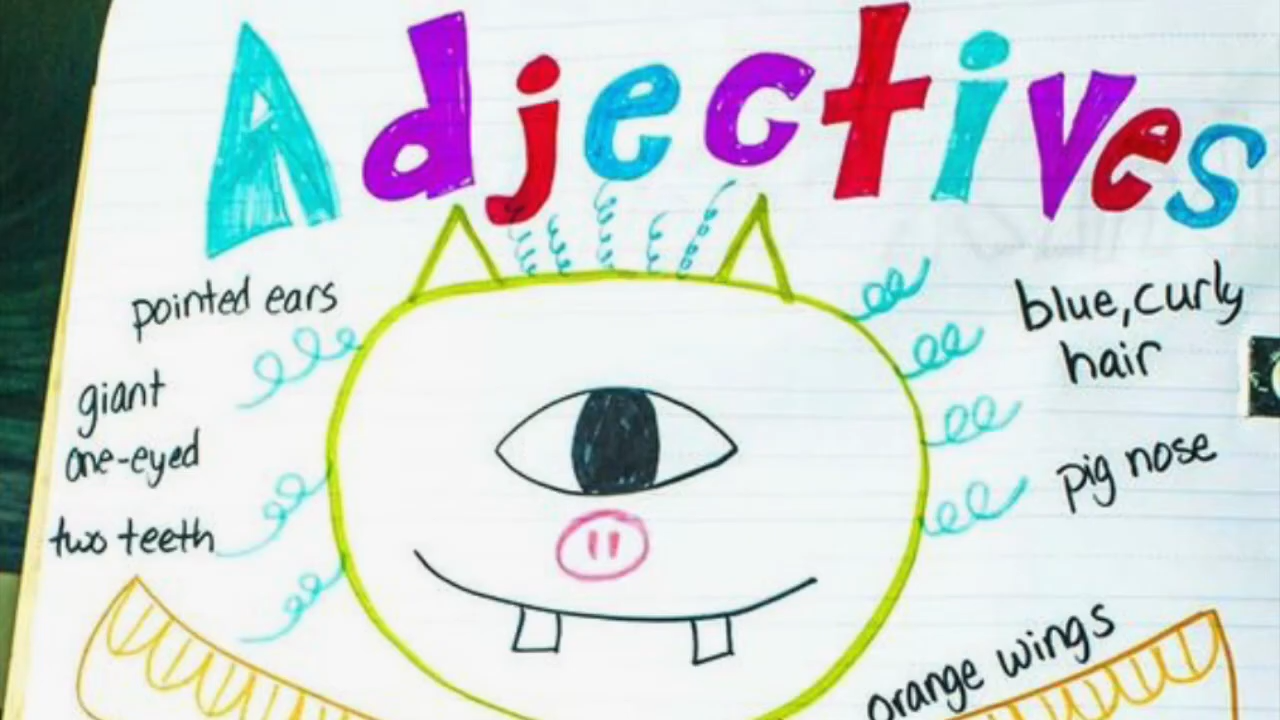 Adjectives
pointed ears
giant
one-eyed
two teeth
blue, curly
hair
pig nose
orange wings